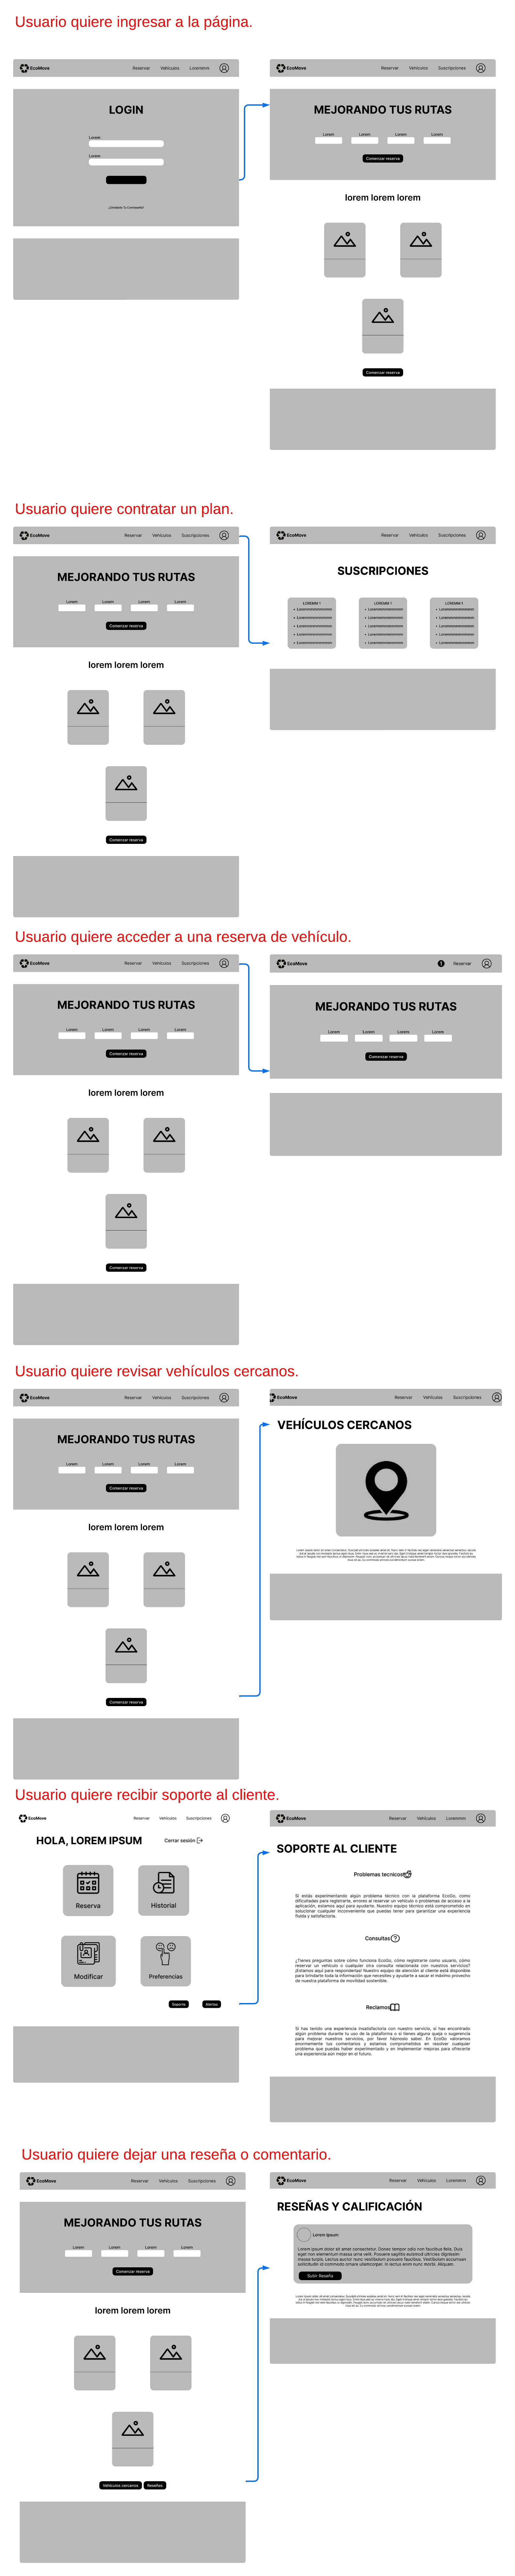 Usuario quiere ingresar a la página.
EcoMove Reservar Vehículos Loremmm
LOGIN
Lorem
Lorem
EcoMove Reservar Vehículos Suscripciones
MEJORANDO TUS RUTAS
Lorem Lorem Lorem Lorem
Comenzar reserva
lorem lorem lorem
Comenzar reserva
Usuario quiere contratar un plan.
EcoMove Reservar Vehículos Suscripciones
MEJORANDO TUS RUTAS
Lorem Lorem Lorem Lorem
Comenzar reserva
lorem lorem lorem
Comenzar reserva
EcoMove Reservar Vehículos Suscripciones
SUSCRIPCIONES
LOREMM 1 LOREMM 1 LOREMM 1
Usuario quiere acceder a una reserva de vehículo.
EcoMove Reservar Vehículos Suscripciones
MEJORANDO TUS RUTAS
Lorem Lorem Lorem Lorem
Comenzar reserva
lorem lorem lorem
Comenzar reserva
EcoMove 1 Reservar
MEJORANDO TUS RUTAS
Lorem Lorem Lorem Lorem
Comenzar reserva
Usuario quiere revisar vehículos cercanos.
EcoMove Reservar Vehículos Suscripciones
MEJORANDO TUS RUTAS
Lorem Lorem Lorem Lorem
Comenzar reserva
lorem lorem lorem
Comenzar reserva
EcoMove Reservar Vehículos Suscripciones
VEHÍCULOS CERCANOS
Usuario quiere recibir soporte al cliente.
EcoMove Reservar Vehículos Suscripciones
HOLA, LOREM IPSUM Cerrar sesión
Reserva Historial
Modificar Preferencias
Soporte Alertas
EcoMove Reservar Vehículos Loremmm
SOPORTE AL CLIENTE
Problemas tecnicos
Si estás experimentando algún problema técnico con la plataforma EcoGo, como
dificultades para registrarte, errores al reservar un vehículo o problemas de acceso a la
aplicación, estamos aquí para ayudarte. Nuestro equipo técnico está comprometido en
solucionar cualquier inconveniente que puedas tener para garantizar una experiencia
fluida y satisfactoria.
Consultas
¿Tienes preguntas sobre cómo funciona EcoGo, cómo registrarte como usuario, cómo
reservar un vehículo o cualquier otra consulta relacionada con nuestros servicios?
¡Estamos aquí para responderte! Nuestro equipo de atención al cliente está disponible
para brindarte toda la información que necesites y ayudarte a sacar el máximo provecho
de nuestra plataforma de movilidad sostenible.
Reclamos
Si has tenido una experiencia insatisfactoria con nuestro servicio, si has encontrado
algún problema durante tu uso de la plataforma o si tienes alguna queja o sugerencia
para mejorar nuestros servicios, por favor háznoslo saber. En EcoGo valoramos
enormemente tus comentarios y estamos comprometidos en resolver cualquier
problema que puedas haber experimentado y en implementar mejoras para ofrecerte
una experiencia aún mejor en el futuro.
Usuario quiere dejar una reseña o comentario.
EcoMove Reservar Vehículos Suscripciones
MEJORANDO TUS RUTAS
Lorem Lorem Lorem Lorem
Comenzar reserva
lorem lorem lorem
Vehículos cercanos Reseñas
EcoMove Reservar Vehículos Loremmm
RESEÑAS Y CALIFICACIÓN
Lorem ipsum
Lorem ipsum dolor sit amet consectetur. Donec tempor odio non faucibus felis. Duis
eget non elementum massa urna velit. Posuere sagittis euismod ultricies dignissim
massa turpis. Lectus auctor nunc vestibulum posuere faucibus. Vestibulum accumsan
sollicitudin id commodo ullamcorper. In lectus enim nunc morbi. Aliquam.
Subir Reseña